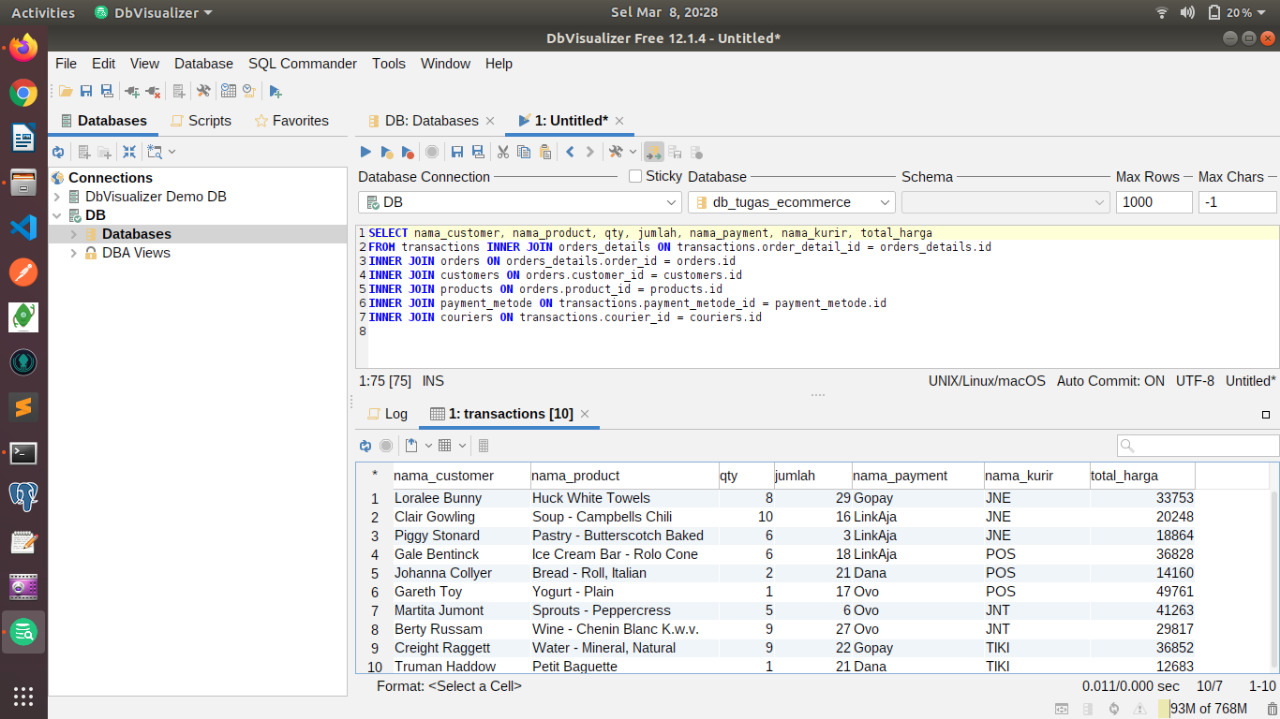 Activities DbVisualizer Sel Mar 8, 20:28 20 %
DbVisualizer Free 12.1.4 - Untitled*
File Edit View Database SQL Commander Tools Window Help
Databases Scripts Favorites DB: Databases 1: Untitled*
Connections
DbVisualizer Demo DB
DB
Databases
DBA Views
Database Connection Sticky Database Schema Max Rows Max Chars
DB db_tugas_ecommerce 1000 -1
1 SELECT nama_customer, nama_product, qty, jumlah, nama_payment, nama_kurir, total_harga
2 FROM transactions INNER JOIN orders_details ON transactions.order_detail_id = orders_details.id
3 INNER JOIN orders ON orders_details.order_id = orders.id
4 INNER JOIN customers ON orders.customer_id = customers.id
5 INNER JOIN products ON orders.product_id = products.id
6 INNER JOIN payment_metode ON transactions.payment_metode_id = payment_metode.id
7 INNER JOIN couriers ON transactions.courier_id = couriers.id
8
1:75 [75] INS UNIX/Linux/macOS Auto Commit: ON UTF-8 Untitled*
Log 1: transactions [10]
* nama_customer nama_product qty jumlah nama_payment nama_kurir total_harga
1 Loralee Bunny Huck White Towels 8 29 Gopay JNE 33753
2 Clair Gowling Soup - Campbells Chili 10 16 LinkAja JNE 20248
3 Piggy Stonard Pastry - Butterscotch Baked 6 3 LinkAja JNE 18864
4 Gale Bentinck Ice Cream Bar - Rolo Cone 6 18 LinkAja POS 36828
5 Johanna Collyer Bread - Roll, Italian 2 21 Dana POS 14160
6 Gareth Toy Yogurt - Plain 1 17 Ovo POS 49761
7 Martita Jumont Sprouts - Peppercress 5 6 Ovo JNT 41263
8 Berty Russam Wine - Chenin Blanc K.w.v. 9 27 Ovo JNT 29817
9 Creight Raggett Water - Mineral, Natural 9 22 Gopay TIKI 36852
10 Truman Haddow Petit Baguette 1 21 Dana TIKI 12683
Format: <Select a Cell> 0.011/0.000 sec 10/7 1-10
93M of 768M